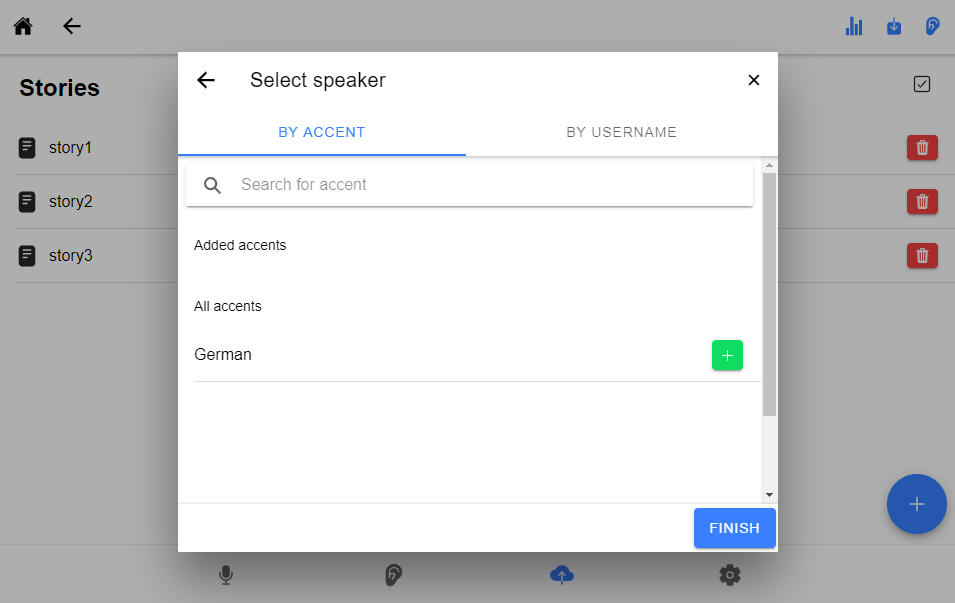 Select speaker
Stories
BY ACCENT
BY USERNAME
story1
Search for accent
story2
Added accents
story3
All accents
German
FINISH